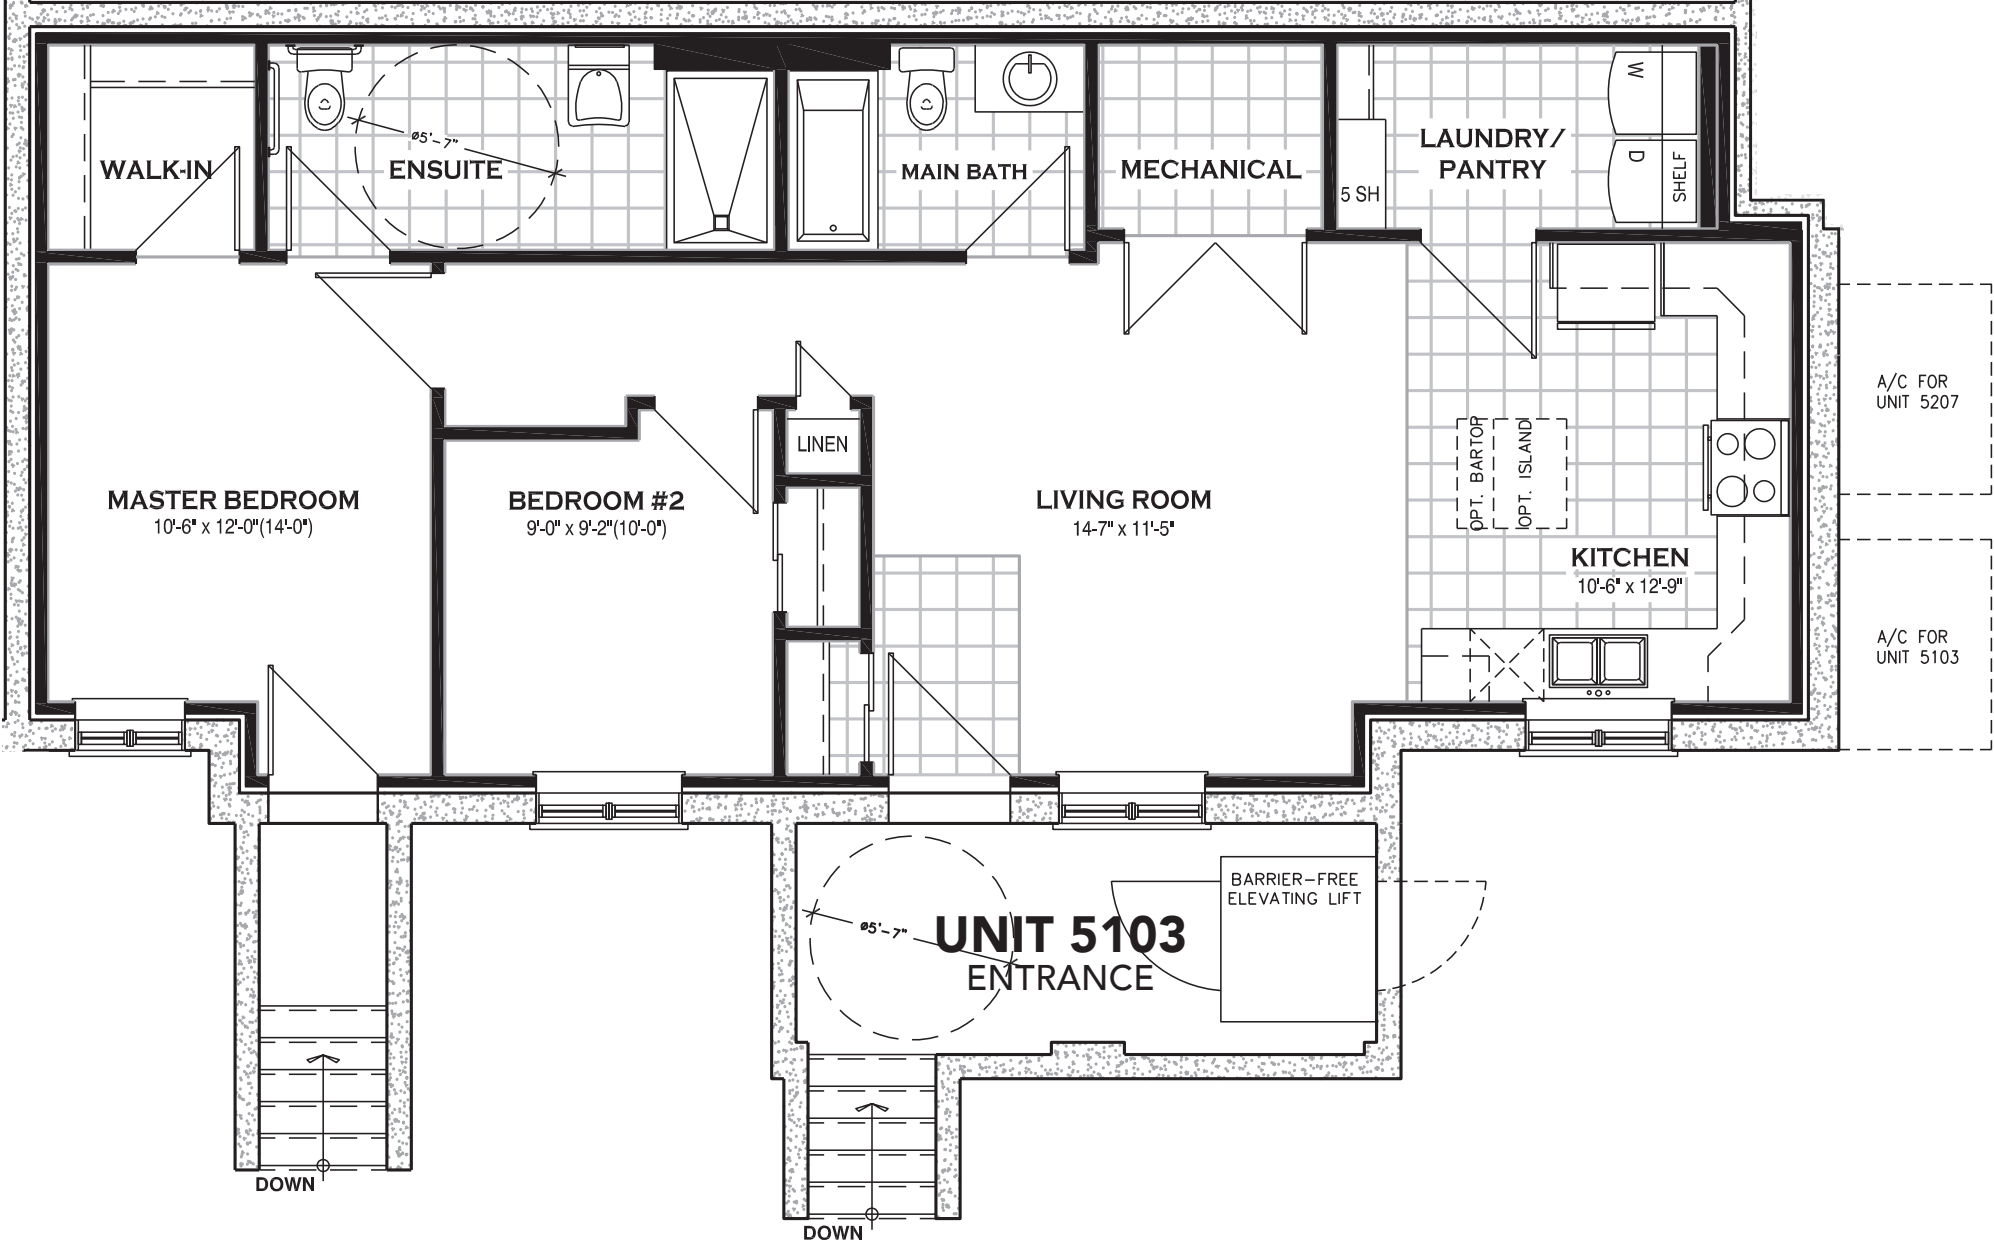 W
LAUNDRY/
PANTRY
D
SHELF
5 SH
WALK-IN
ø5'-7"
ENSUITE
MAIN BATH
MECHANICAL
A/C FOR
UNIT 5207
LINEN
OPT. BARTOP
OPT. ISLAND
MASTER BEDROOM
10'-6" x 12'-0"(14'-0")
BEDROOM #2
9'-0" x 9'-2"(10'-0")
LIVING ROOM
14-7" x 11'-5"
KITCHEN
10'-6" x 12'-9"
A/C FOR
UNIT 5103
BARRIER-FREE
ELEVATING LIFT
ø5'-7"
UNIT 5103
ENTRANCE
DOWN
DOWN